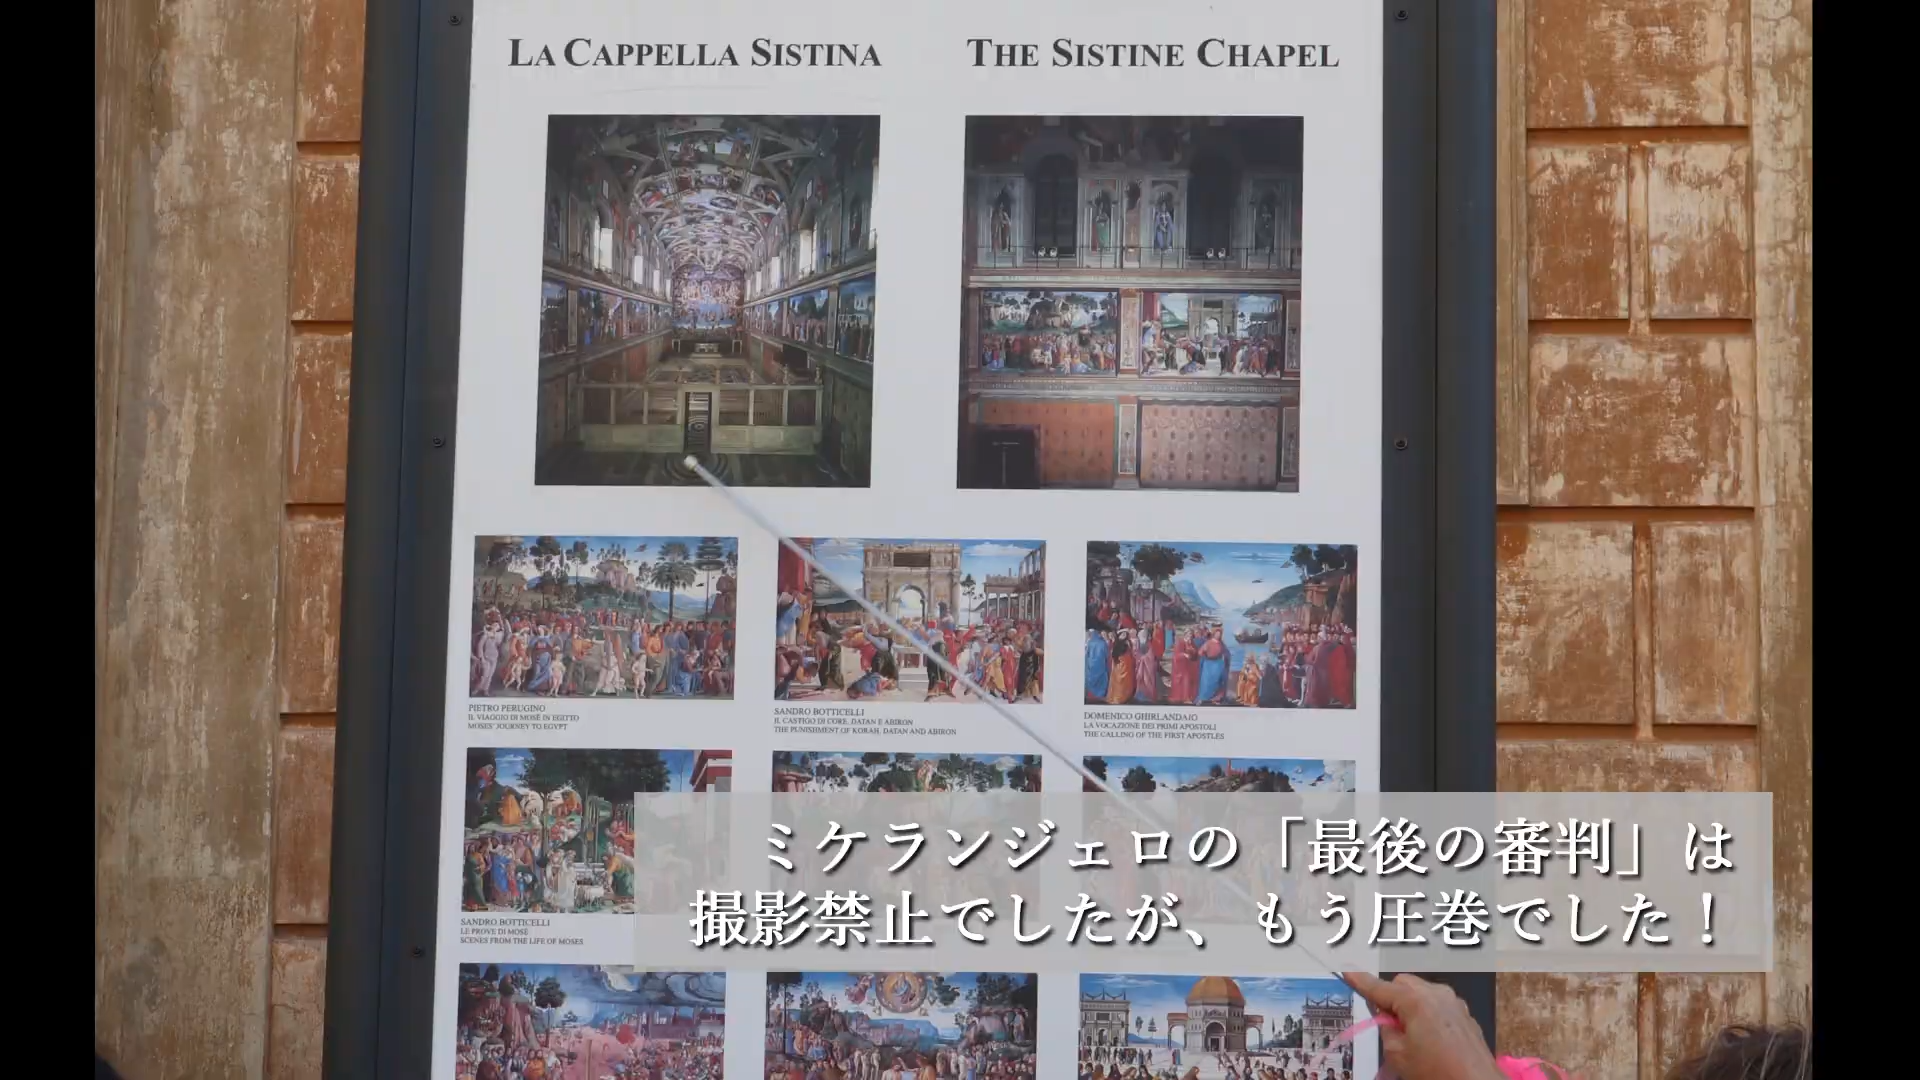 LA CAPPELLA SISTINA
THE SISTINE CHAPEL
PIETRO PERUGINO
IL VIAGGIO DI MOSÈ IN EGITTO
MOSES' JOURNEY TO EGYPT
SANDRO BOTTICELLI
IL CASTIGO DI CORE, DATAN E ABIRON
THE PUNISHMENT OF KORAH, DATAN AND ABIRON
DOMENICO GHIRLANDAIO
LA VOCAZIONE DEI PRIMI APOSTOLI
THE CALLING OF THE FIRST APOSTLES
SANDRO BOTTICELLI
LE PROVE DI MOSÈ
SCENES FROM THE LIFE OF MOSES
ミケランジェロの「最後の審判」は
撮影禁止でしたが、もう圧巻でした！